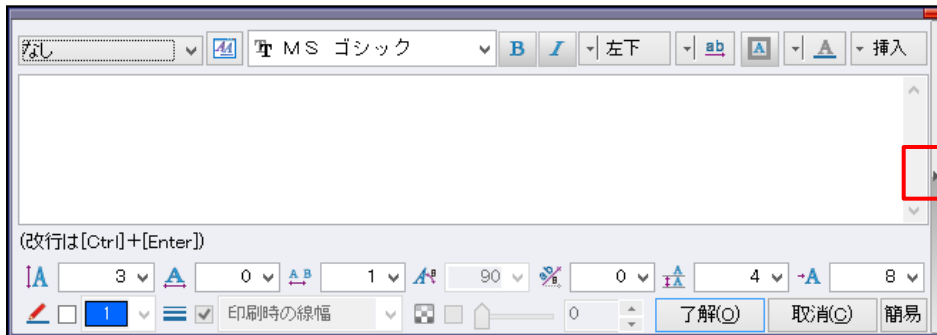 なし MS ゴシック B I 左下 ab A A 挿入
(改行は[Ctrl]+[Enter])
A 3 A 0 A B 1 A 90 0 A A 4 A 8
1 印刷時の線幅 0 了解(O) 取消(C) 簡易